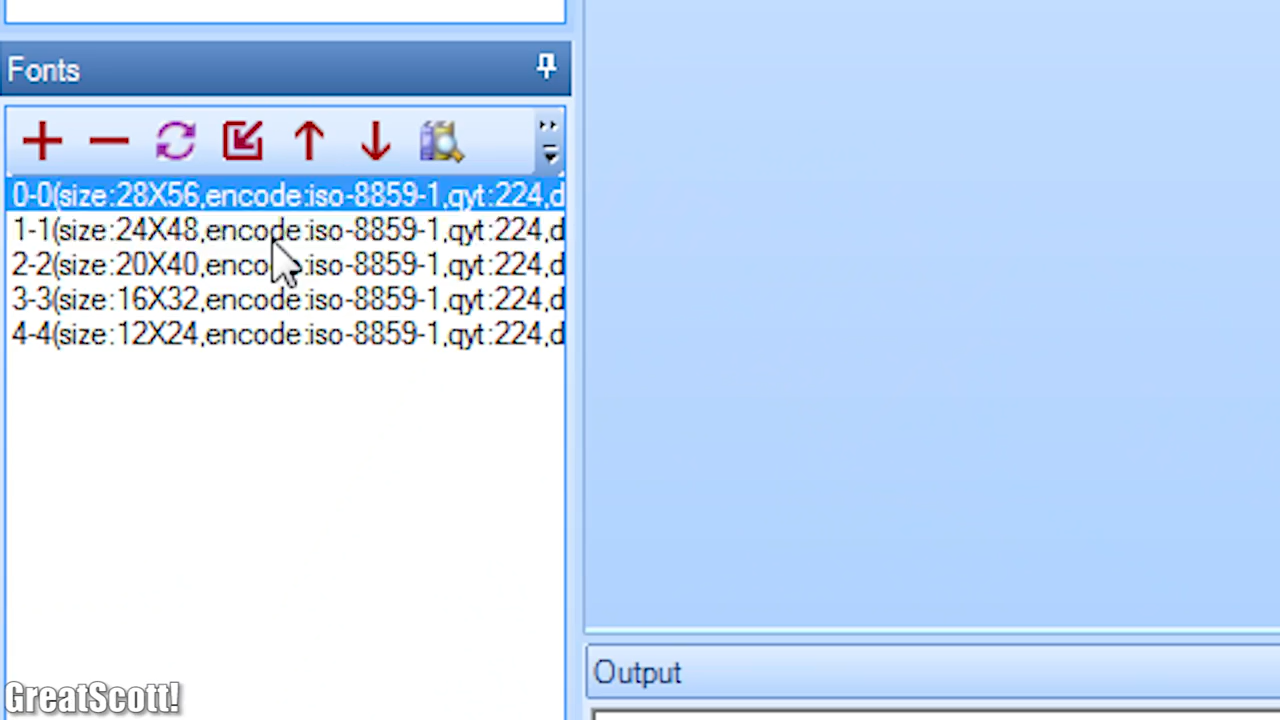 Fonts
0-0(size:28X56,encode:iso-8859-1,qyt:224,d
1-1(size:24X48,encode:iso-8859-1,qyt:224,d
2-2(size:20X40,encode:iso-8859-1,qyt:224,d
3-3(size:16X32,encode:iso-8859-1,qyt:224,d
4-4(size:12X24,encode:iso-8859-1,qyt:224,d
Output
GreatScott!